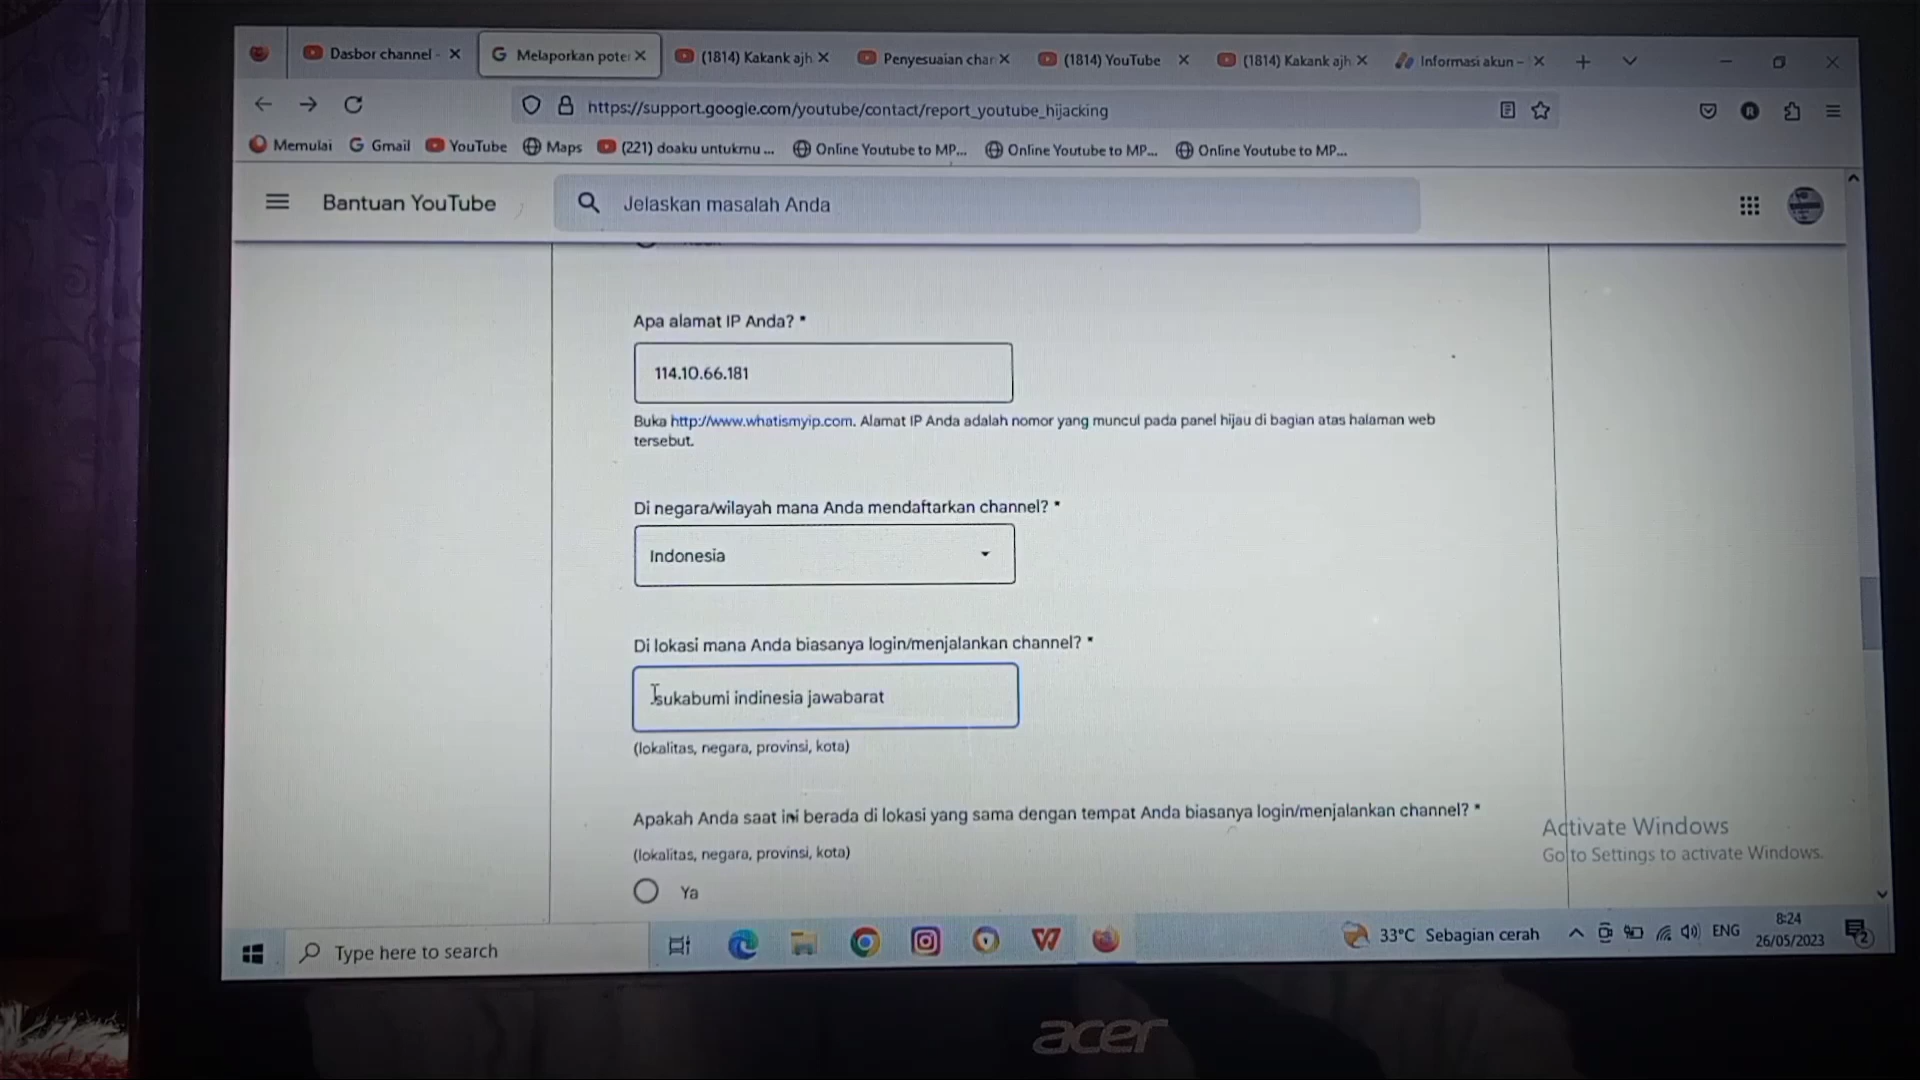 Dasbor channel -
Melaporkan poter
(1814) Kakank ajh
Penyesuaian chan
(1814) YouTube
(1814) Kakank ajh
Informasi akun -
https://support.google.com/youtube/contact/report_youtube_hijacking
Memulai
Gmail
YouTube
Maps
(221) doaku untukmu ...
Online Youtube to MP...
Online Youtube to MP...
Online Youtube to MP...
Bantuan YouTube
Jelaskan masalah Anda
Apa alamat IP Anda? *
114.10.66.181
Buka http://www.whatismyip.com. Alamat IP Anda adalah nomor yang muncul pada panel hijau di bagian atas halaman web
tersebut.
Di negara/wilayah mana Anda mendaftarkan channel? *
Indonesia
Di lokasi mana Anda biasanya login/menjalankan channel? *
sukabumi indinesia jawabarat
(lokalitas, negara, provinsi, kota)
Apakah Anda saat ini berada di lokasi yang sama dengan tempat Anda biasanya login/menjalankan channel? *
(lokalitas, negara, provinsi, kota)
Ya
Activate Windows
Go to Settings to activate Windows.
Type here to search
33°C Sebagian cerah
ENG
8:24
26/05/2023
2
acer